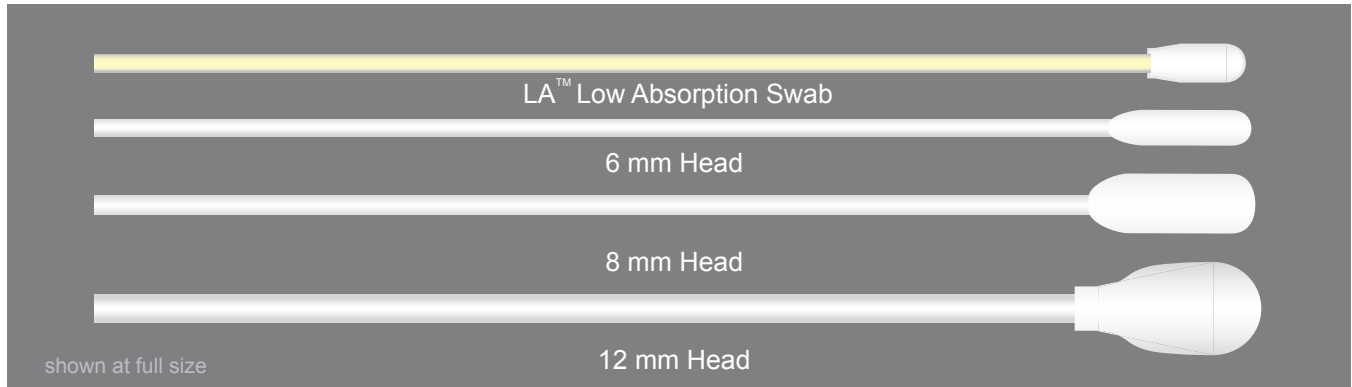 LA™ Low Absorption Swab
6 mm Head
8 mm Head
12 mm Head
shown at full size